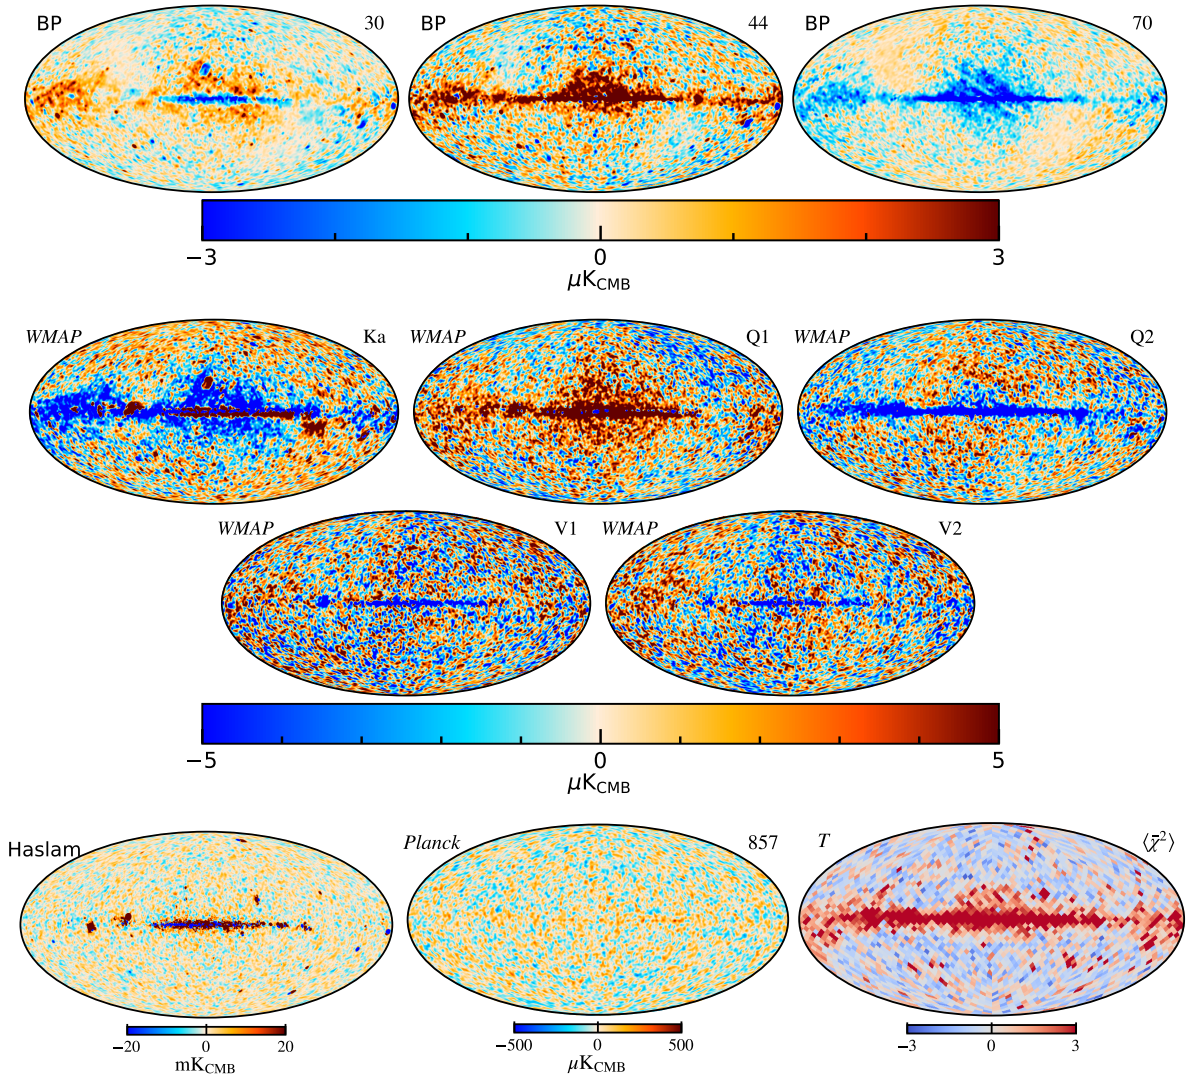 BP 30 BP 44 BP 70
−3 0 3
μK_CMB
WMAP Ka WMAP Q1 WMAP Q2
WMAP V1 WMAP V2
-5 0 5
μK_CMB
Haslam Planck 857 T ⟨χ̄²⟩
−20 0 20 −500 0 500 −3 0 3
mK_CMB μK_CMB